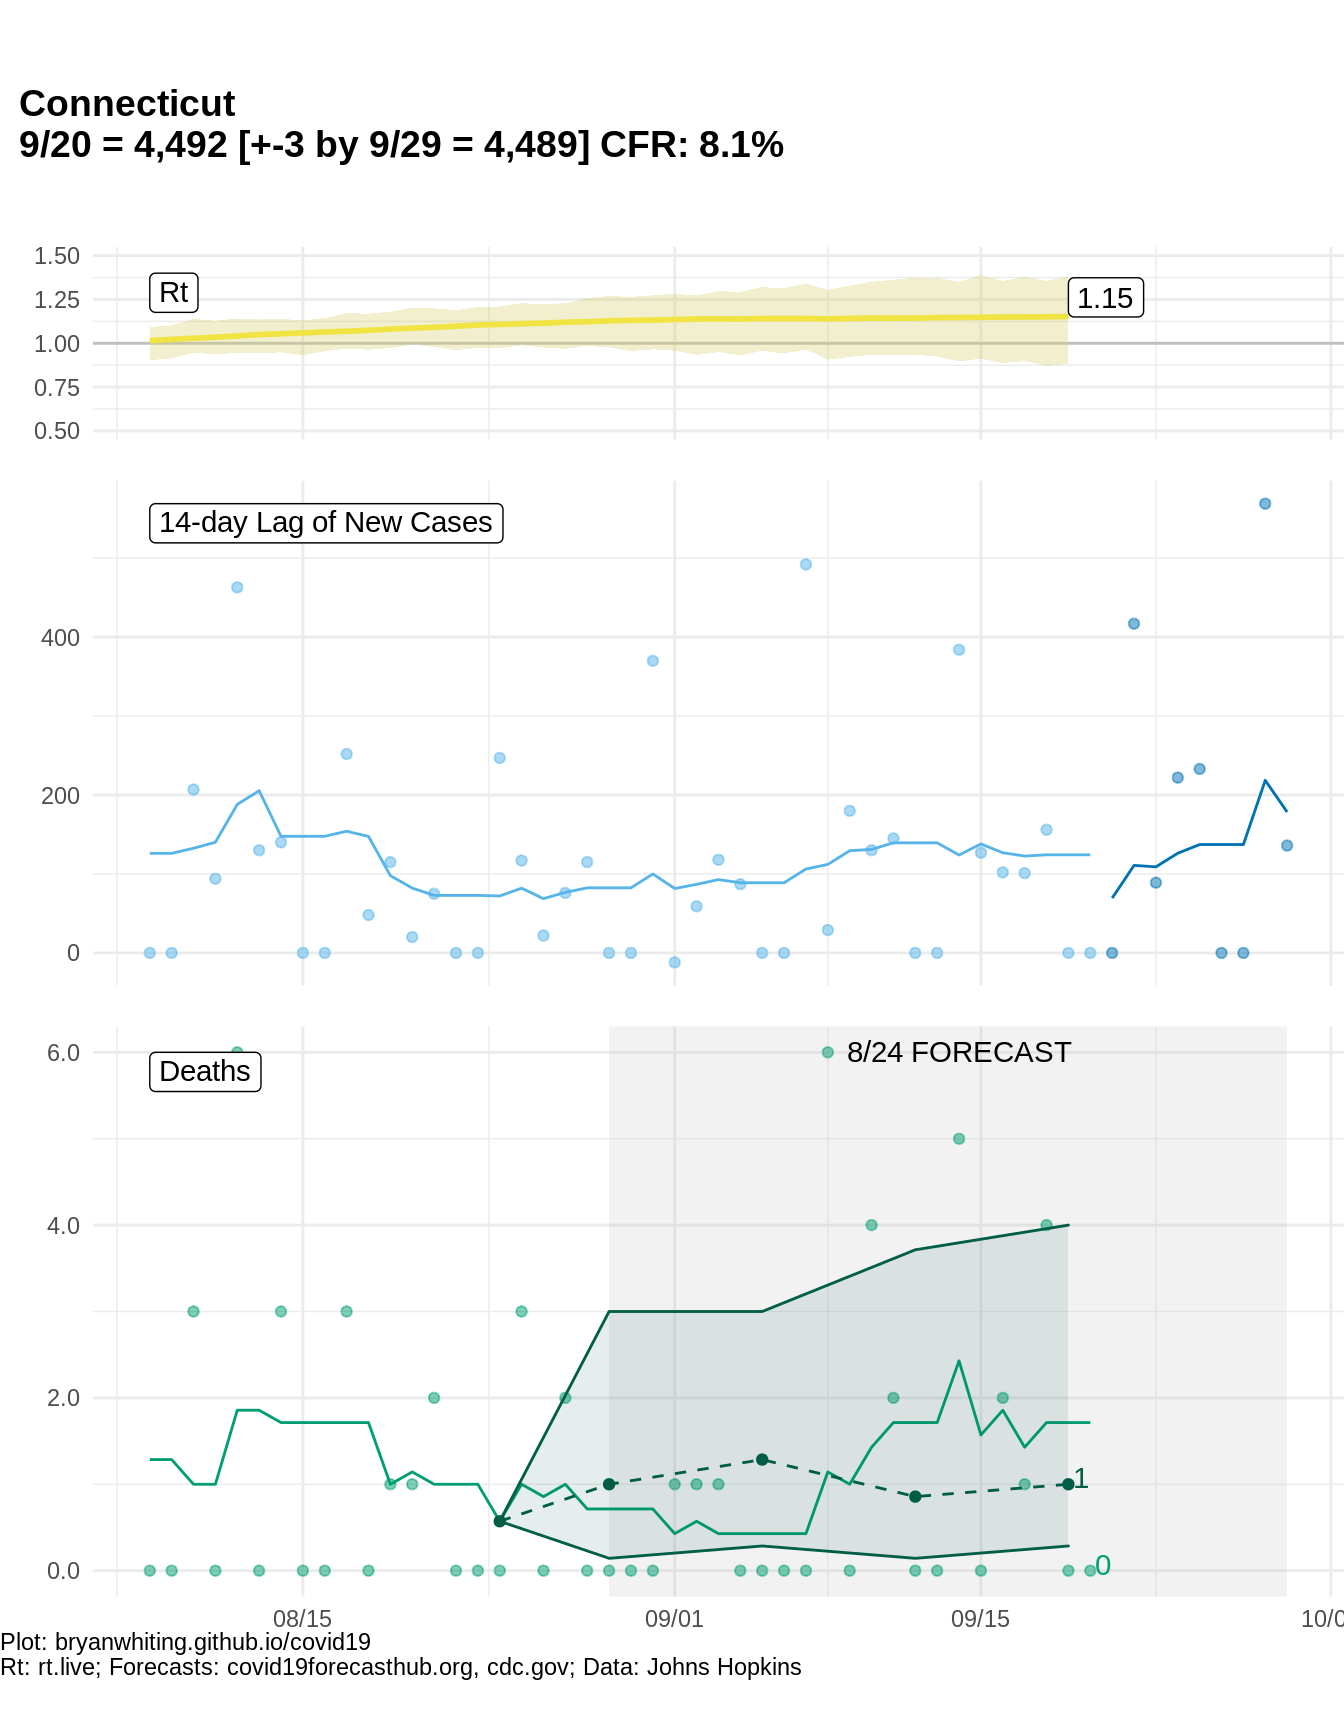 Connecticut
9/20 = 4,492 [+-3 by 9/29 = 4,489] CFR: 8.1%
1.50
1.25
1.00
0.75
0.50
Rt
1.15
14-day Lag of New Cases
400
200
0
6.0
4.0
2.0
0.0
Deaths
8/24 FORECAST
1
0
08/15
09/01
09/15
10/0
Plot: bryanwhiting.github.io/covid19
Rt: rt.live; Forecasts: covid19forecasthub.org, cdc.gov; Data: Johns Hopkins